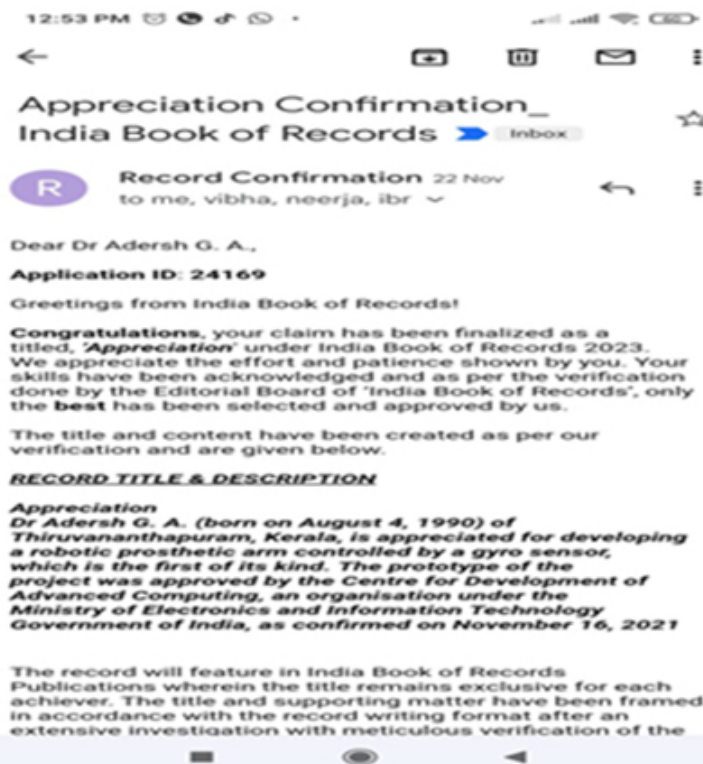 12:53 PM
Appreciation Confirmation_
India Book of Records Inbox
R
Record Confirmation 22 Nov
to me, vibha, neerja, ibr
Dear Dr Adersh G. A.,
Application ID: 24169
Greetings from India Book of Records!
Congratulations, your claim has been finalized as a
titled, 'Appreciation' under India Book of Records 2023.
We appreciate the effort and patience shown by you. Your
skills have been acknowledged and as per the verification
done by the Editorial Board of 'India Book of Records', only
the best has been selected and approved by us.
The title and content have been created as per our
verification and are given below.
RECORD TITLE & DESCRIPTION
Appreciation
Dr Adersh G. A. (born on August 4, 1990) of
Thiruvananthapuram, Kerala, is appreciated for developing
a robotic prosthetic arm controlled by a gyro sensor,
which is the first of its kind. The prototype of the
project was approved by the Centre for Development of
Advanced Computing, an organisation under the
Ministry of Electronics and Information Technology
Government of India, as confirmed on November 16, 2021
The record will feature in India Book of Records
Publications wherein the title remains exclusive for each
achiever. The title and supporting matter have been framed
in accordance with the record writing format after an
extensive investigation with meticulous verification of the